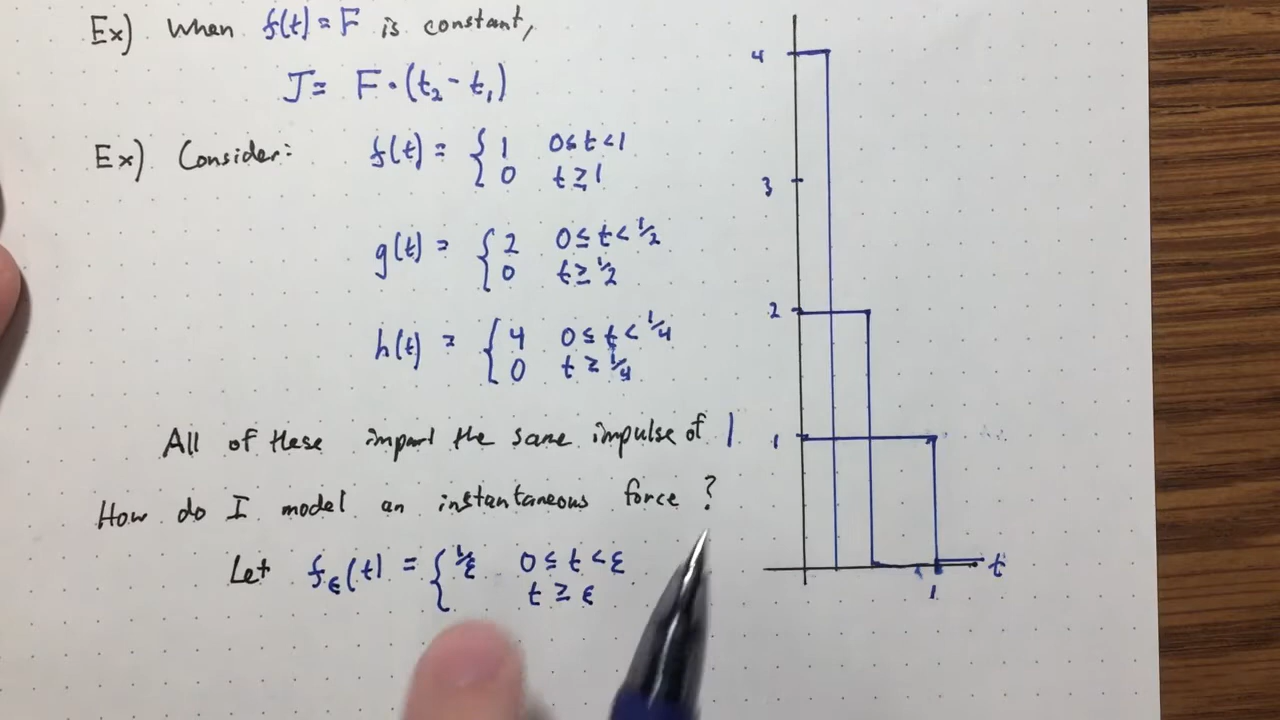 Ex) When f(t) = F is constant,
J = F · (t₂ - t₁)
Ex) Consider: f(t) = { 1 0 ≤ t < 1
0 t ≥ 1
g(t) = { 2 0 ≤ t < 1/2
0 t ≥ 1/2
h(t) = { 4 0 ≤ t < 1/4
0 t ≥ 1/4
All of these impart the same impulse of 1
How do I model an instantaneous force?
Let f_ε(t) = { 1/ε 0 ≤ t < ε
t ≥ ε
4
3
2
1
t
1